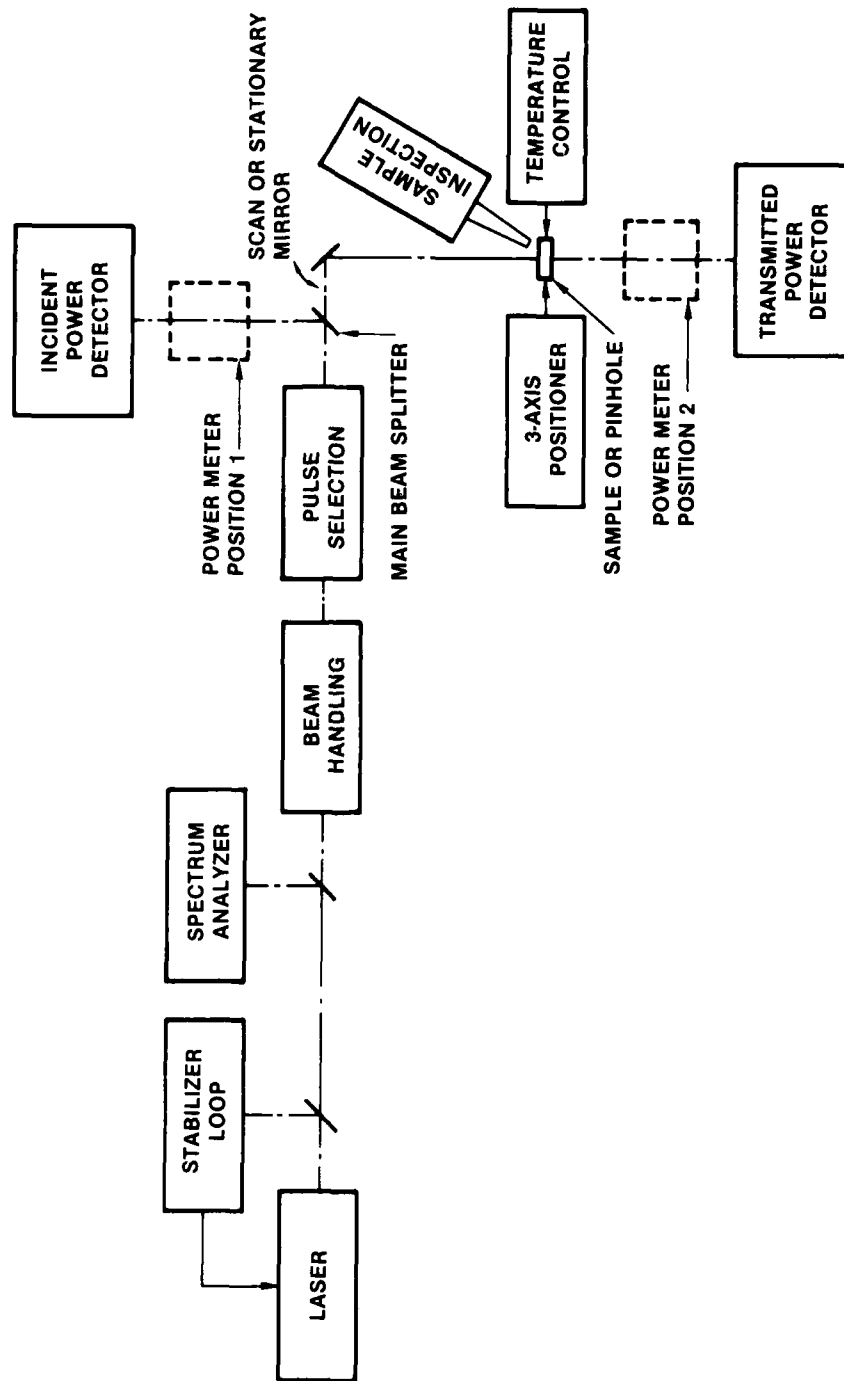 LASER
STABILIZER
LOOP
SPECTRUM
ANALYZER
BEAM
HANDLING
PULSE
SELECTION
POWER METER
POSITION 1
INCIDENT
POWER
DETECTOR
MAIN BEAM SPLITTER
SCAN OR STATIONARY
MIRROR
SAMPLE
INSPECTION
3-AXIS
POSITIONER
TEMPERATURE
CONTROL
SAMPLE OR PINHOLE
POWER METER
POSITION 2
TRANSMITTED
POWER
DETECTOR